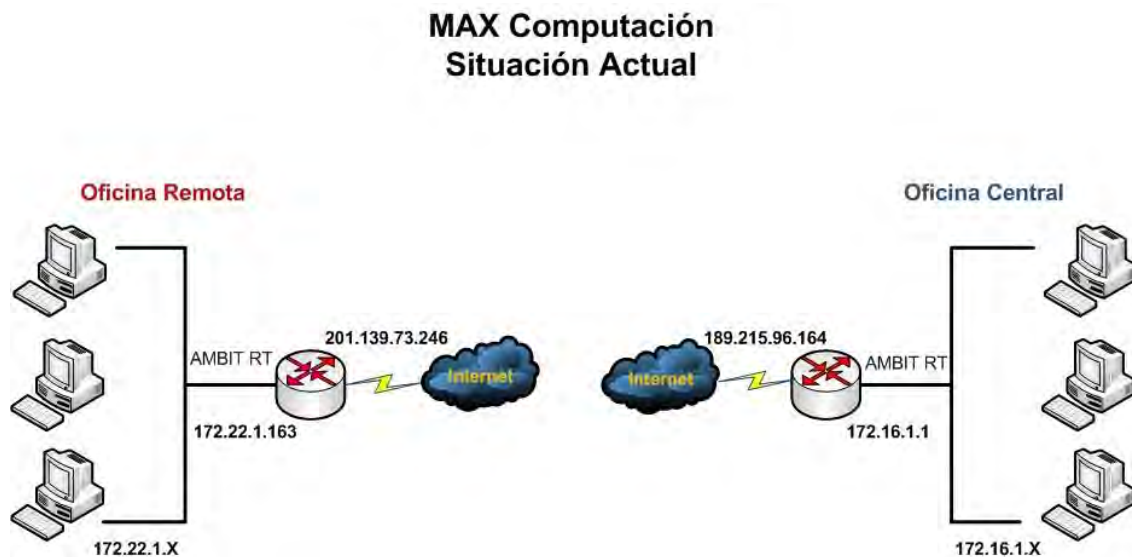 MAX Computación
Situación Actual
Oficina Remota
Oficina Central
201.139.73.246
189.215.96.164
AMBIT RT
Internet
Internet
AMBIT RT
172.22.1.163
172.16.1.1
172.22.1.X
172.16.1.X